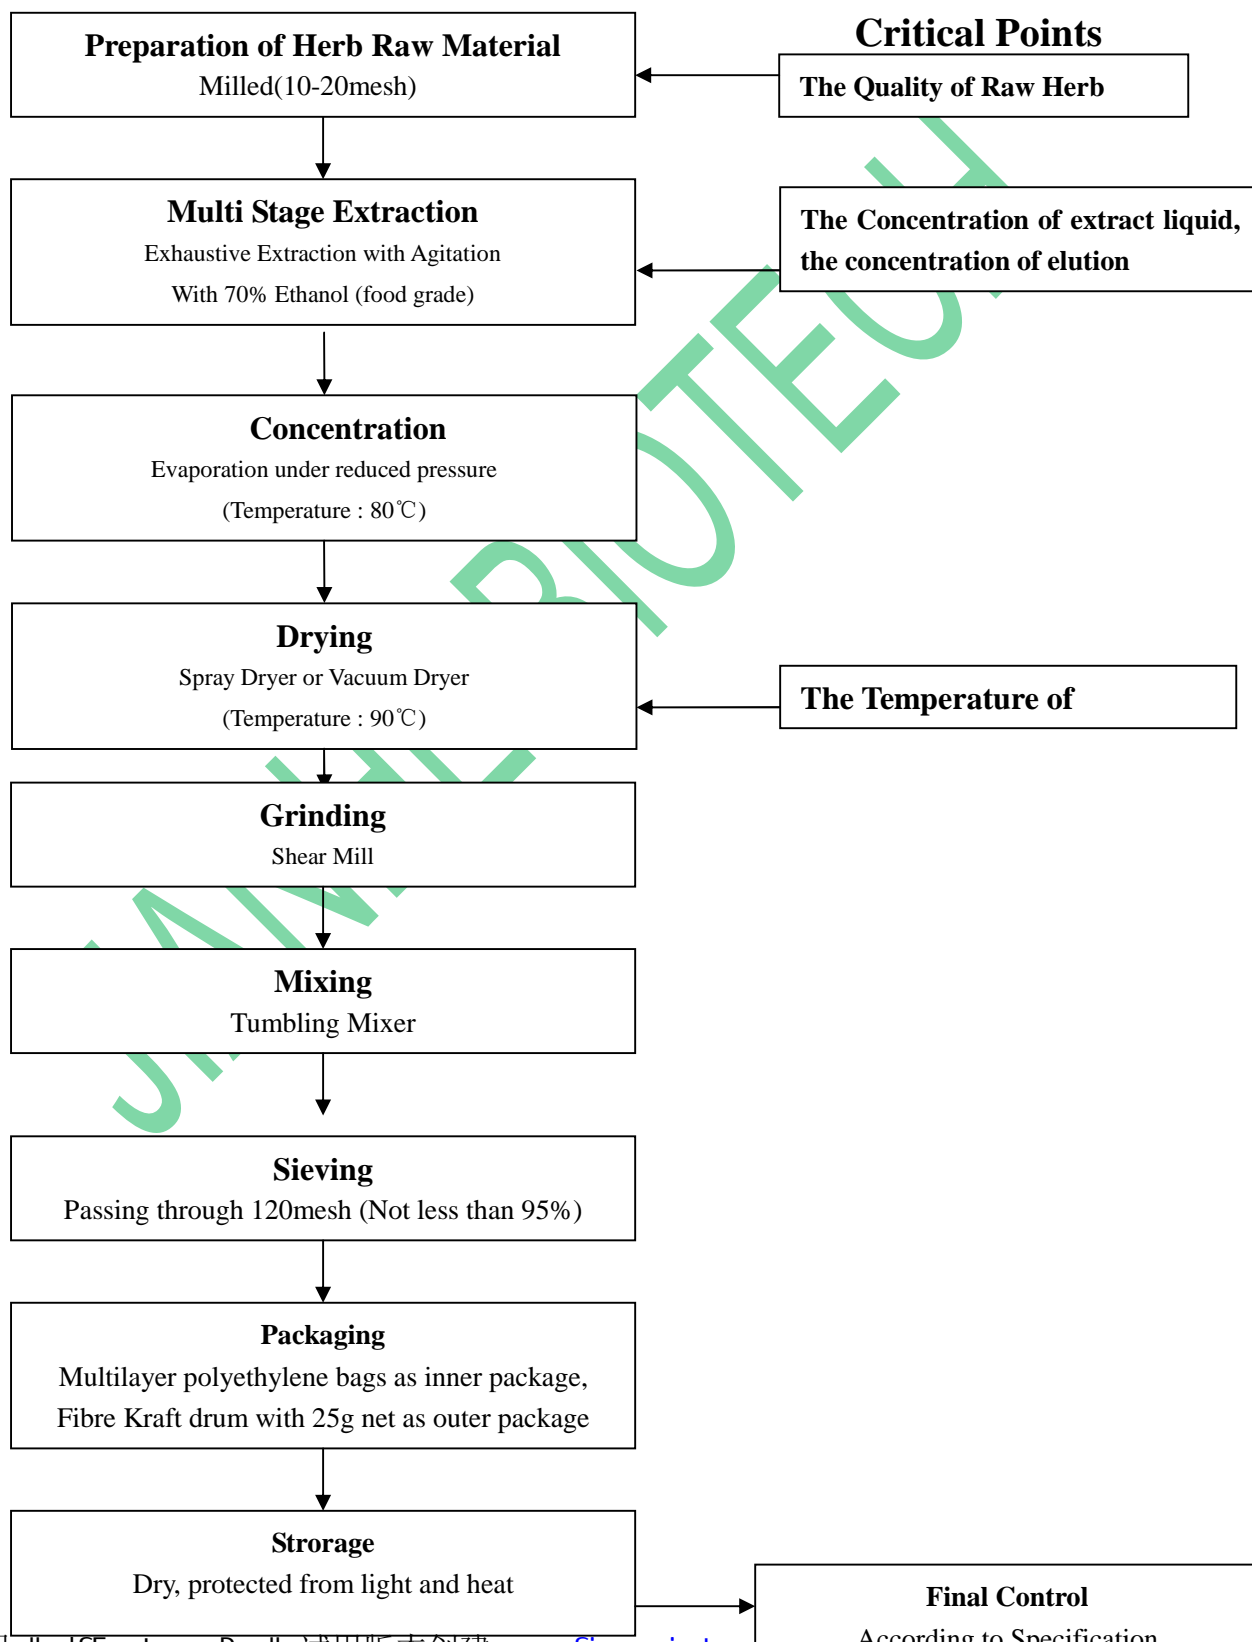 Critical Points
Preparation of Herb Raw Material
Milled(10-20mesh)
The Quality of Raw Herb
Multi Stage Extraction
Exhaustive Extraction with Agitation
With 70% Ethanol (food grade)
The Concentration of extract liquid,
the concentration of elution
Concentration
Evaporation under reduced pressure
(Temperature : 80℃)
Drying
Spray Dryer or Vacuum Dryer
(Temperature : 90℃)
The Temperature of
Grinding
Shear Mill
Mixing
Tumbling Mixer
Sieving
Passing through 120mesh (Not less than 95%)
Packaging
Multilayer polyethylene bags as inner package,
Fibre Kraft drum with 25g net as outer package
Strorage
Dry, protected from light and heat
Final Control
According to Specification
BIOTECH